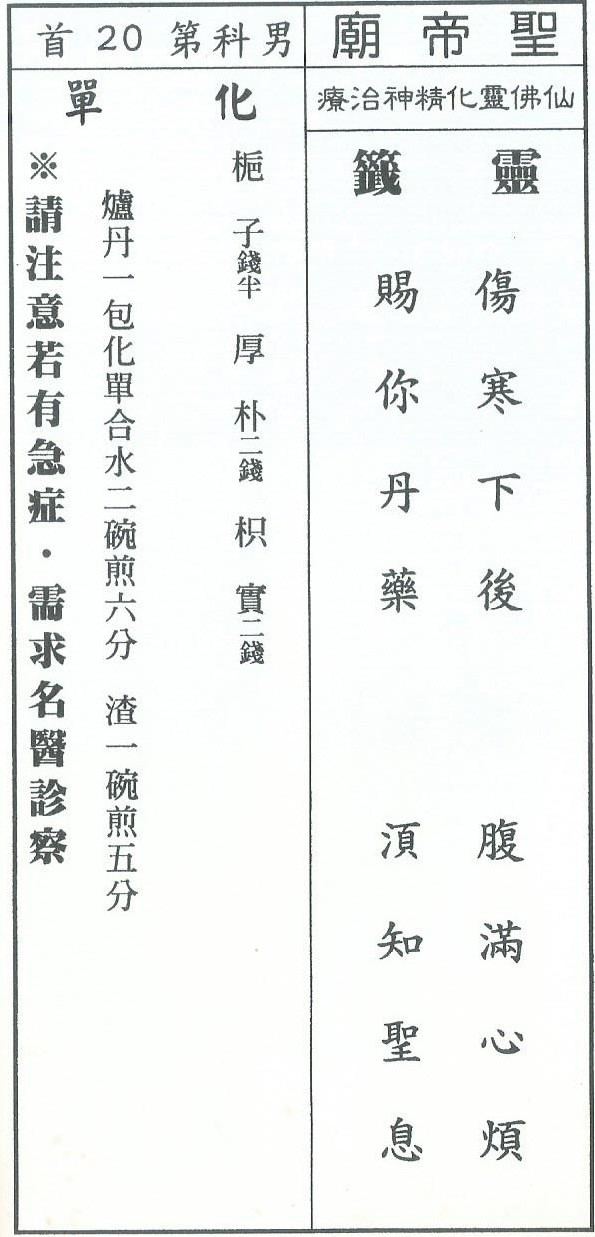 聖帝廟
仙佛靈化精神治療
靈籤
傷寒下後 腹滿心煩
賜你丹藥 湏知聖息
男科第20首
化單
梔子錢半 厚朴二錢 枳實二錢
爐丹一包化單合水二碗煎六分 渣一碗煎五分
※請注意若有急症·需求名醫診察